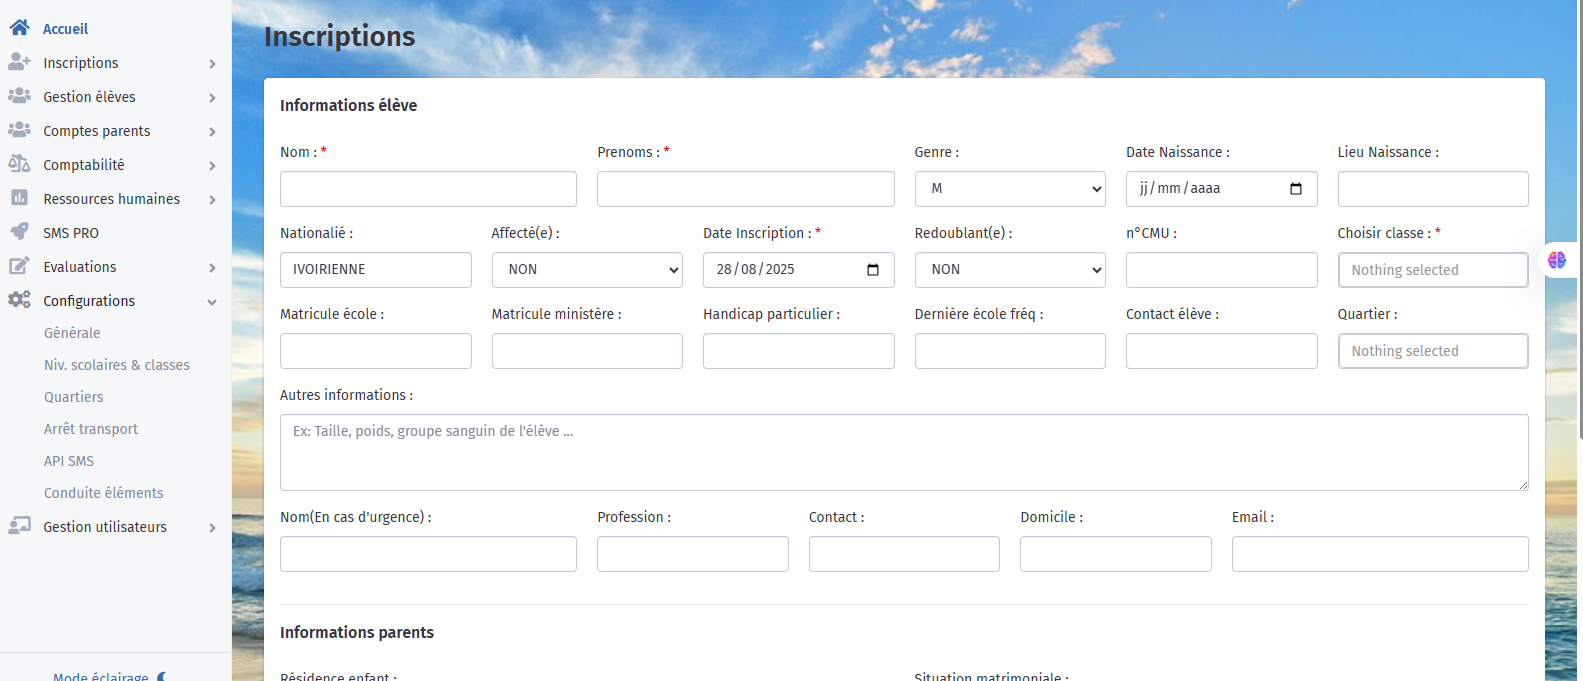 Accueil
Inscriptions
Gestion élèves
Comptes parents
Comptabilité
Ressources humaines
SMS PRO
Evaluations
Configurations
Générale
Niv. scolaires & classes
Quartiers
Arrêt transport
API SMS
Conduite éléments
Gestion utilisateurs
Mode éclairage
Inscriptions
Informations élève
Nom : * Prenoms : * Genre : Date Naissance : Lieu Naissance :
M jj/mm/aaaa
Nationalié : Affecté(e) : Date Inscription : * Redoublant(e) : n°CMU : Choisir classe : *
IVOIRIENNE NON 28/08/2025 NON Nothing selected
Matricule école : Matricule ministère : Handicap particulier : Dernière école fréq : Contact élève : Quartier :
Nothing selected
Autres informations :
Ex: Taille, poids, groupe sanguin de l'élève ...
Nom(En cas d'urgence) : Profession : Contact : Domicile : Email :
Informations parents
Résidence enfant : Situation matrimoniale :